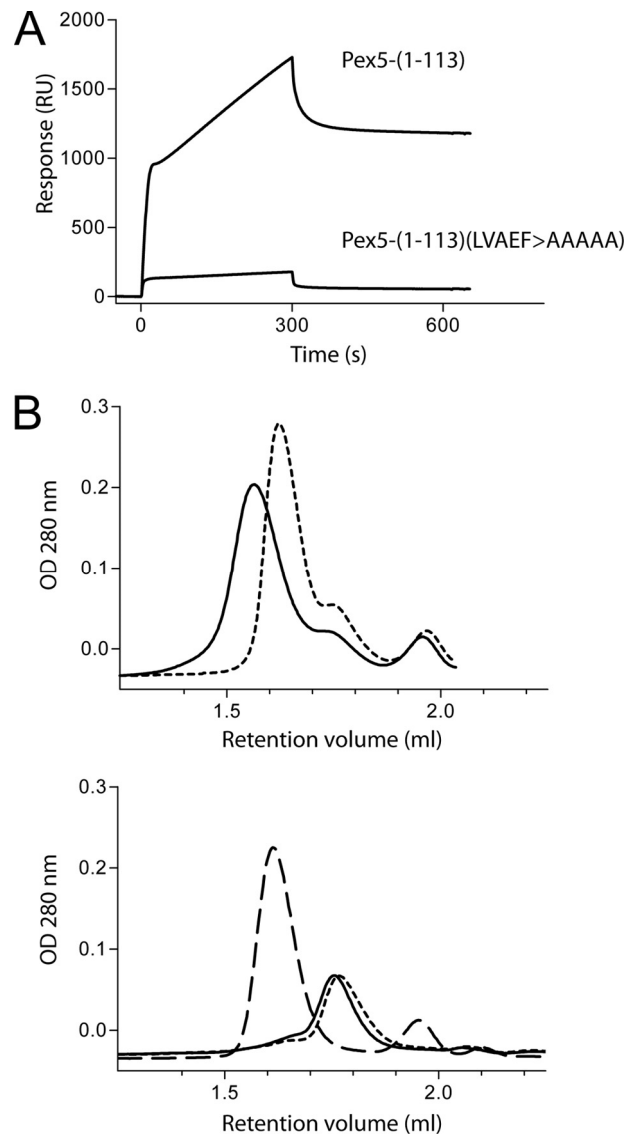 A
2000
1500
1000
500
0
Response (RU)
Pex5-(1-113)
Pex5-(1-113)(LVAEF>AAAAA)
0 300 600
Time (s)
B
0.3
0.2
0.1
0.0
OD 280 nm
1.5 2.0
Retention volume (ml)
0.3
0.2
0.1
0.0
OD 280 nm
1.5 2.0
Retention volume (ml)